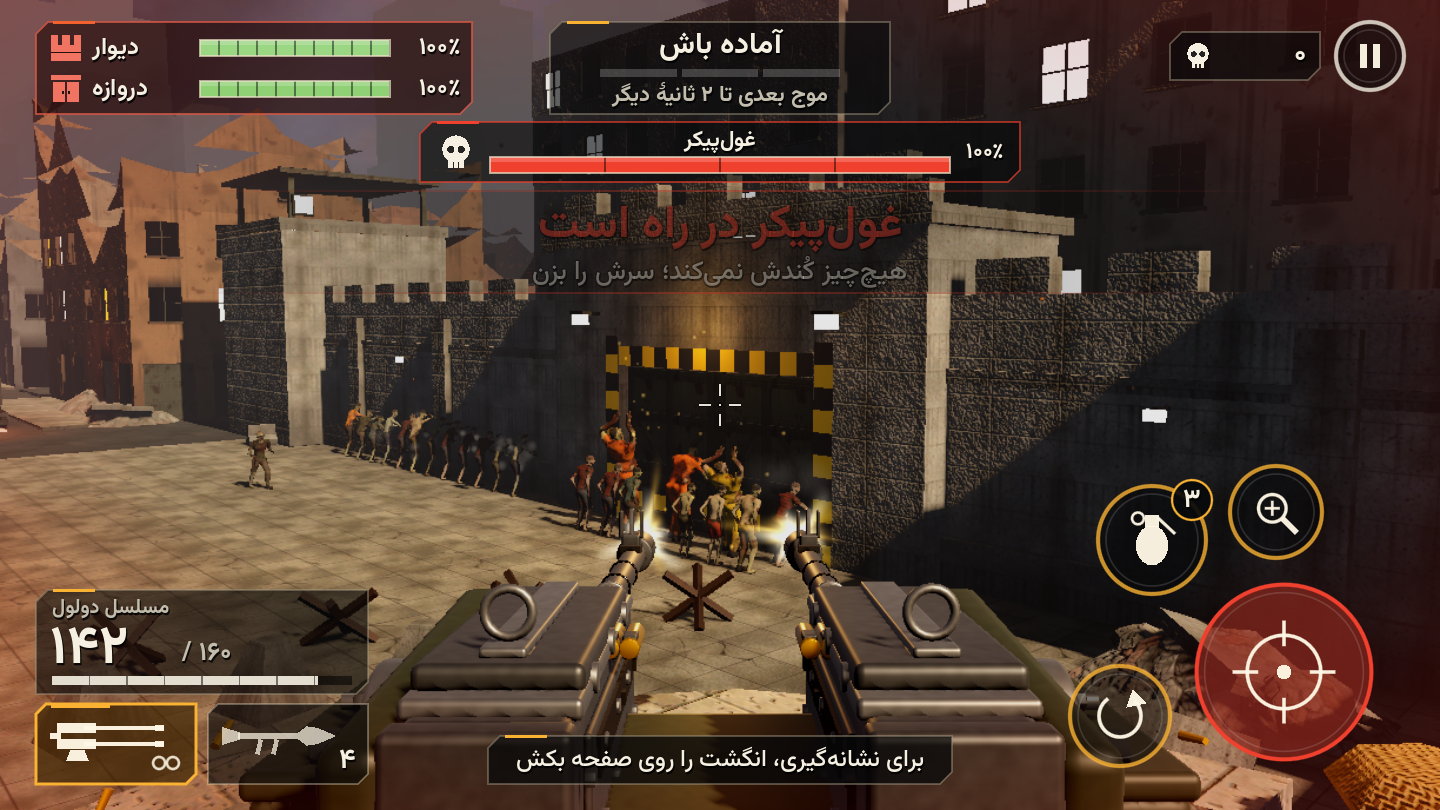 دیوار
۱۰۰٪
دروازه
۱۰۰٪
آماده باش
موج بعدی تا ۲ ثانیهٔ دیگر
۰
غول‌پیکر
۱۰۰٪
غول‌پیکر در راه است
هیچ‌چیز کُندش نمی‌کند؛ سرش را بزن
۳
مسلسل دولول
۱۴۲ / ۱۶۰
∞
۴
برای نشانه‌گیری، انگشت را روی صفحه بکش